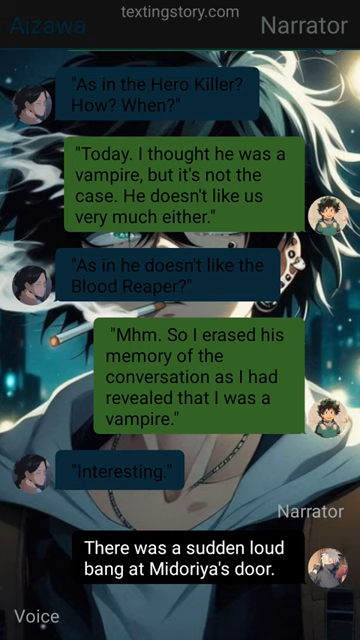 textingstory.com
Aizawa
Narrator
"As in the Hero Killer?
How? When?"
"Today. I thought he was a
vampire, but it's not the
case. He doesn't like us
very much either."
"As in he doesn't like the
Blood Reaper?"
"Mhm. So I erased his
memory of the
conversation as I had
revealed that I was a
vampire."
"Interesting."
Narrator
There was a sudden loud
bang at Midoriya's door.
Voice